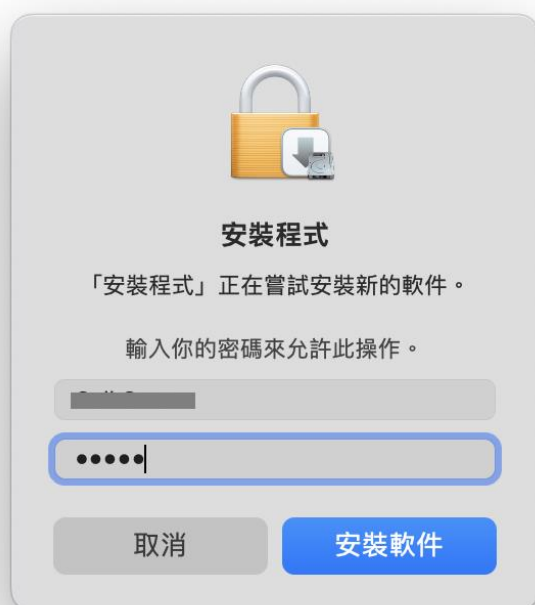 安裝程式
「安裝程式」正在嘗試安裝新的軟件。
輸入你的密碼來允許此操作。
•••••
取消
安裝軟件